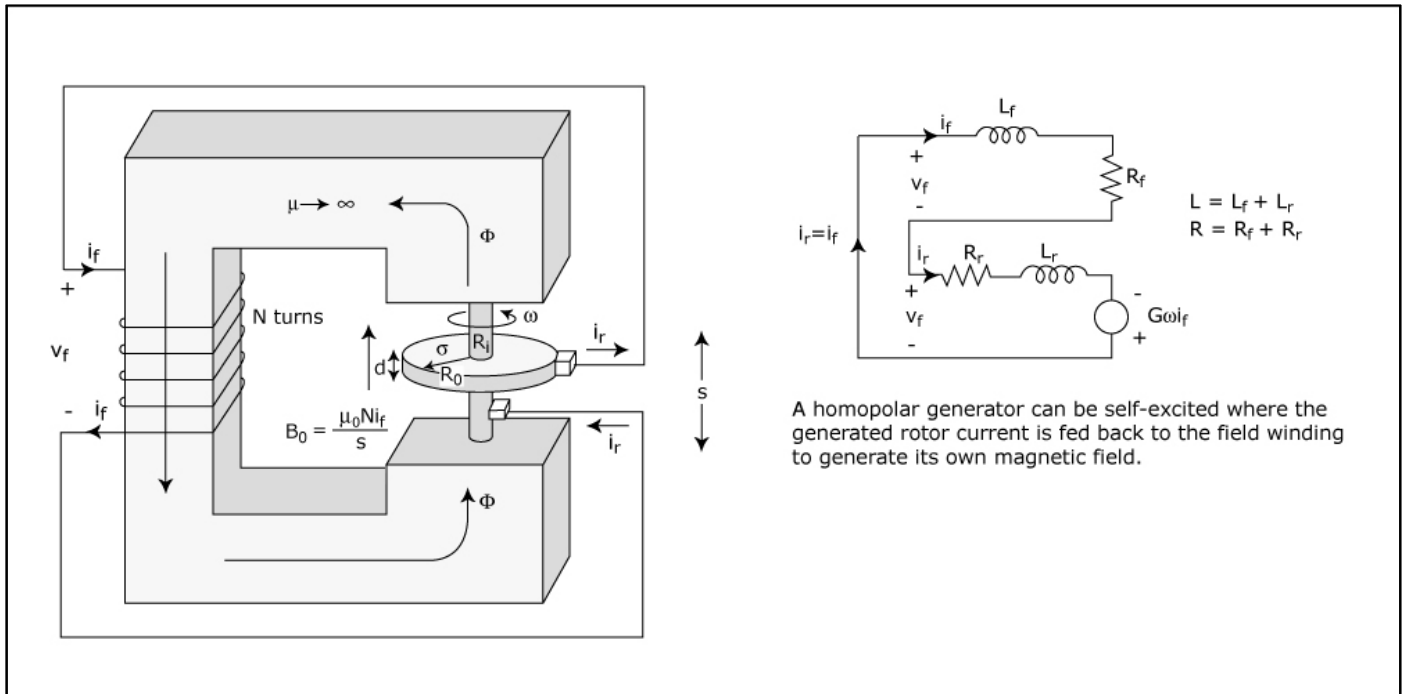 i_f
+
v_f
-
i_f
μ→ ∞
Φ
N turns
B_0 = μ_0Ni_f / s
ω
R_i
σ
R_0
d
i_r
s
i_r
Φ
L_f
i_f
+
v_f
-
R_f
i_r=i_f
i_r
R_r
L_r
+
v_f
-
-
Gωi_f
+
L = L_f + L_r
R = R_f + R_r
A homopolar generator can be self-excited where the
generated rotor current is fed back to the field winding
to generate its own magnetic field.